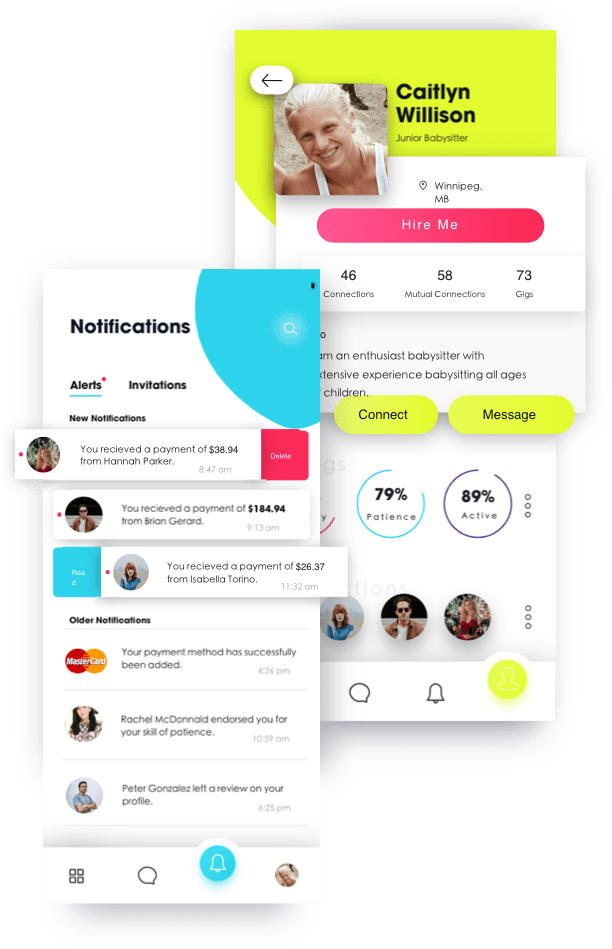 Caitlyn
Willison
Junior Babysitter
Winnipeg,
MB
Hire Me
46
58
73
Connections
Mutual Connections
Gigs
am an enthusiast babysitter with
extensive experience babysitting all ages
children.
Connect
Message
79%
Patience
89%
Active
Notifications
Alerts
Invitations
New Notifications
You recieved a payment of $38.94
from Hannah Parker.
8:47 am
Delete
You recieved a payment of $184.94
from Brian Gerard.
9:13 am
Rea
d
You recieved a payment of $26.37
from Isabella Torino.
11:32 am
Older Notifications
MasterCard
Your payment method has successfully
been added.
4:26 pm
Rachel McDonnald endorsed you for
your skill of patience.
10:59 am
Peter Gonzalez left a review on your
profile.
6:25 pm